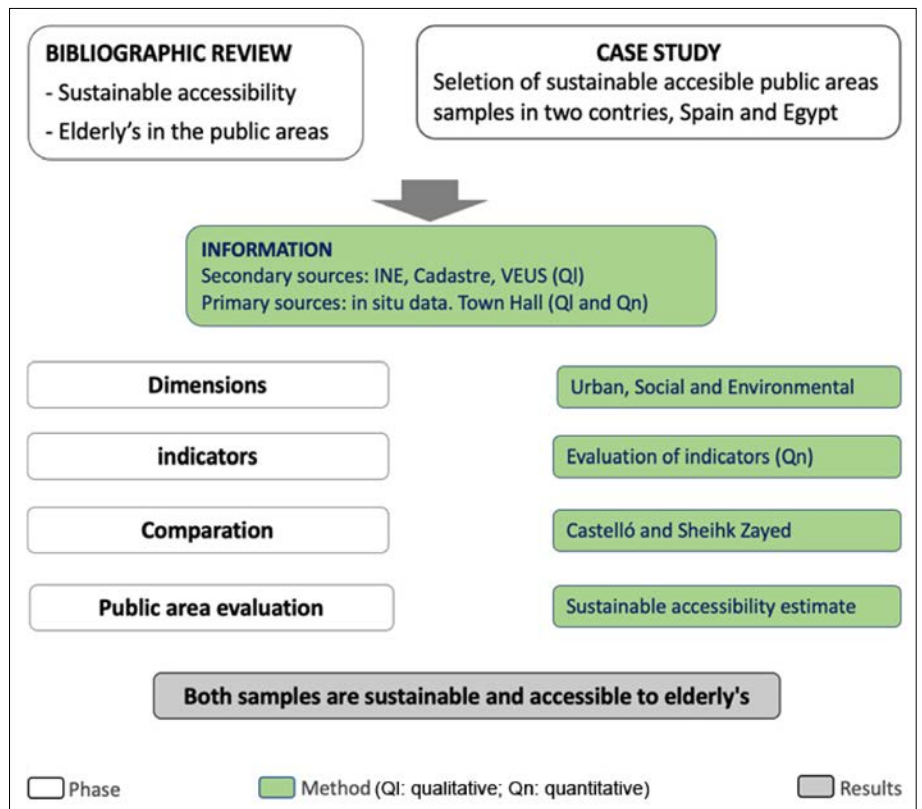 BIBLIOGRAPHIC REVIEW
- Sustainable accessibility
- Elderly's in the public areas
CASE STUDY
Seletion of sustainable accesible public areas
samples in two contries, Spain and Egypt
INFORMATION
Secondary sources: INE, Cadastre, VEUS (Ql)
Primary sources: in situ data. Town Hall (Ql and Qn)
Dimensions
Urban, Social and Environmental
indicators
Evaluation of indicators (Qn)
Comparation
Castelló and Sheihk Zayed
Public area evaluation
Sustainable accessibility estimate
Both samples are sustainable and accessible to elderly's
Phase
Method (Ql: qualitative; Qn: quantitative)
Results